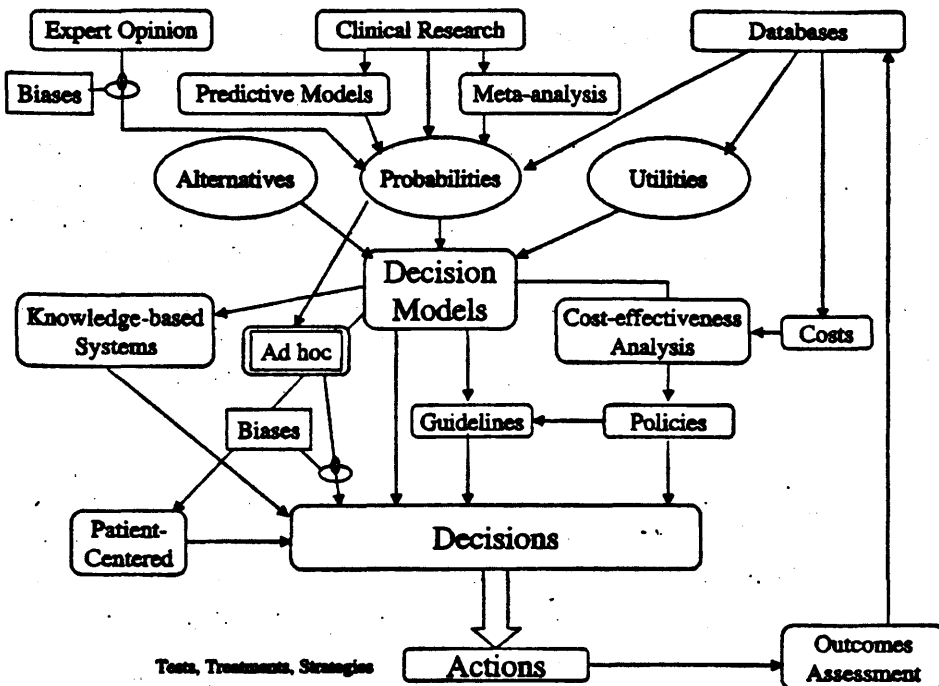 Expert Opinion
Clinical Research
Databases
Biases
Predictive Models
Meta-analysis
Alternatives
Probabilities
Utilities
Decision
Models
Knowledge-based
Systems
Ad hoc
Cost-effectiveness
Analysis
Costs
Biases
Guidelines
Policies
Patient-
Centered
Decisions
Tests, Treatments, Strategies
Actions
Outcomes
Assessment